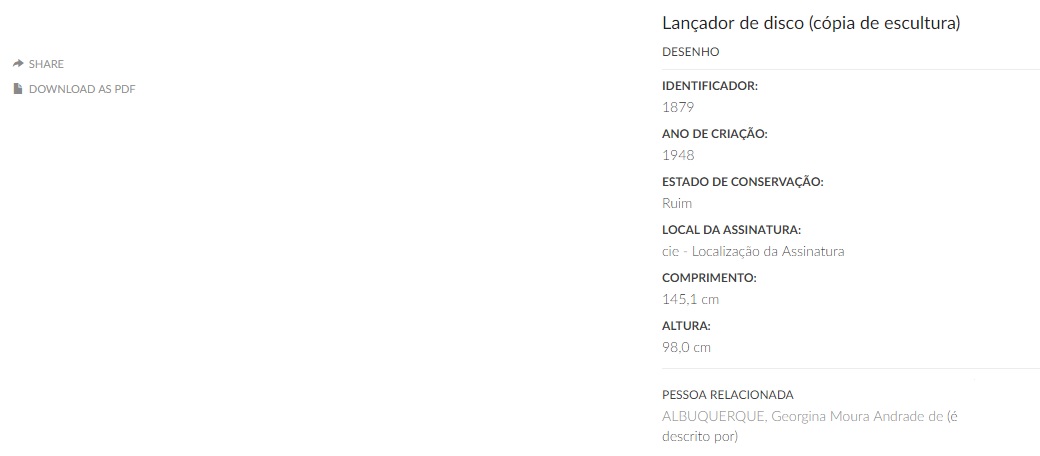 SHARE
DOWNLOAD AS PDF
Lançador de disco (cópia de escultura)
DESENHO
IDENTIFICADOR:
1879
ANO DE CRIAÇÃO:
1948
ESTADO DE CONSERVAÇÃO:
Ruim
LOCAL DA ASSINATURA:
cie - Localização da Assinatura
COMPRIMENTO:
145,1 cm
ALTURA:
98,0 cm
PESSOA RELACIONADA
ALBUQUERQUE, Georgina Moura Andrade de (é
descrito por)